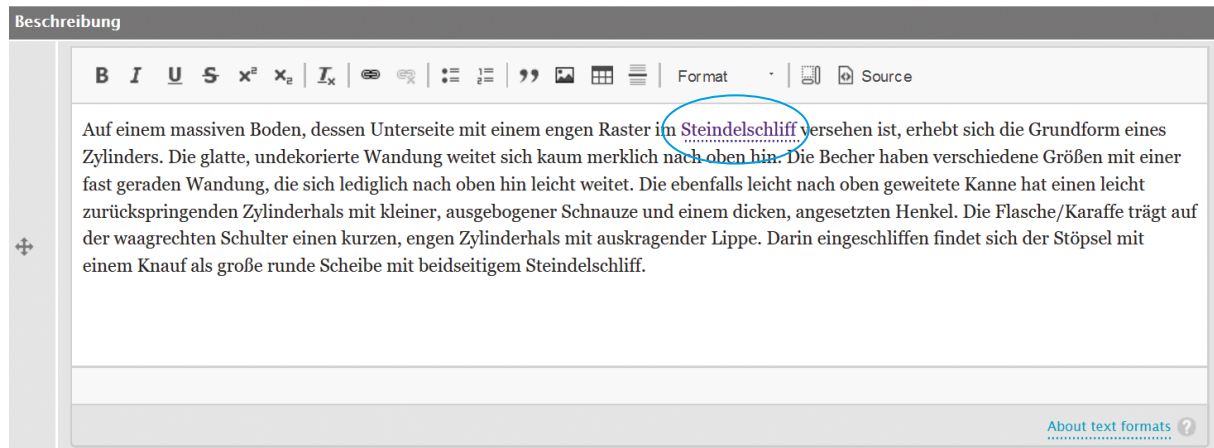 Beschreibung
B I U S x² x₂ Ix Format Source
Auf einem massiven Boden, dessen Unterseite mit einem engen Raster im Steindelschliff versehen ist, erhebt sich die Grundform eines
Zylinders. Die glatte, undekorierte Wandung weitet sich kaum merklich nach oben hin. Die Becher haben verschiedene Größen mit einer
fast geraden Wandung, die sich lediglich nach oben hin leicht weitet. Die ebenfalls leicht nach oben geweitete Kanne hat einen leicht
zurückspringenden Zylinderhals mit kleiner, ausgebogener Schnauze und einem dicken, angesetzten Henkel. Die Flasche/Karaffe trägt auf
der waagrechten Schulter einen kurzen, engen Zylinderhals mit auskragender Lippe. Darin eingeschliffen findet sich der Stöpsel mit
einem Knauf als große runde Scheibe mit beidseitigem Steindelschliff.
About text formats ?